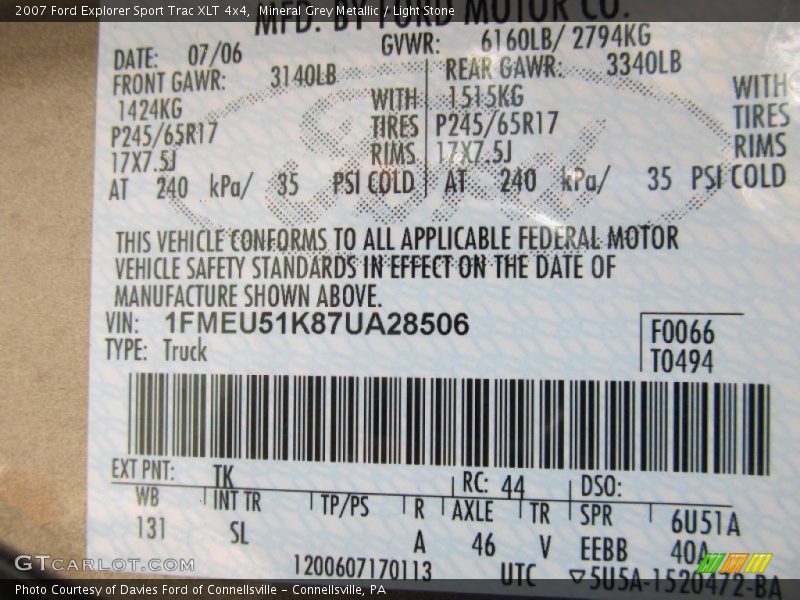 2007 Ford Explorer Sport Trac XLT 4x4, Mineral Grey Metallic / Light Stone
MFD. BY FORD MOTOR CO.
DATE: 07/06 GVWR: 6160LB/ 2794KG
FRONT GAWR: 3140LB REAR GAWR: 3340LB
1424KG WITH 1515KG WITH
P245/65R17 TIRES P245/65R17 TIRES
17X7.5J RIMS 17X7.5J RIMS
AT 240 kPa/ 35 PSI COLD AT 240 kPa/ 35 PSI COLD
THIS VEHICLE CONFORMS TO ALL APPLICABLE FEDERAL MOTOR
VEHICLE SAFETY STANDARDS IN EFFECT ON THE DATE OF
MANUFACTURE SHOWN ABOVE.
VIN: 1FMEU51K87UA28506 F0066
TYPE: Truck T0494
EXT PNT: TK RC: 44 DSO:
WB INT TR TP/PS R AXLE TR SPR 6U51A
131 SL A 46 V EEBB 40A
1200607170113 UTC 5U5A-1520472-BA
GTCARLOT.COM
Photo Courtesy of Davies Ford of Connellsville – Connellsville, PA